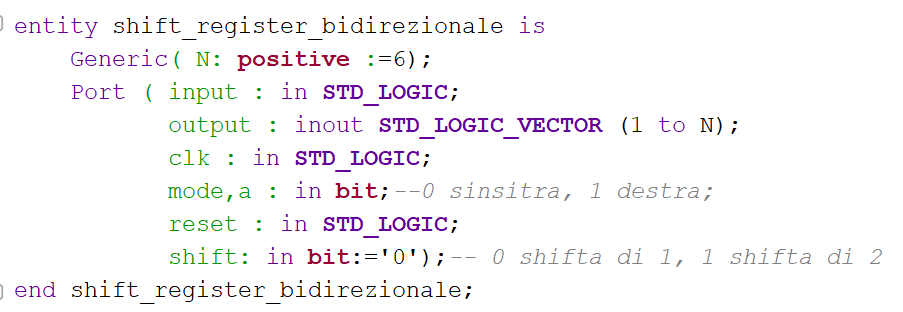 entity shift_register_bidirezionale is
Generic( N: positive :=6);
Port ( input : in STD_LOGIC;
output : inout STD_LOGIC_VECTOR (1 to N);
clk : in STD_LOGIC;
mode,a : in bit;--0 sinsitra, 1 destra;
reset : in STD_LOGIC;
shift: in bit:='0');-- 0 shifta di 1, 1 shifta di 2
end shift_register_bidirezionale;